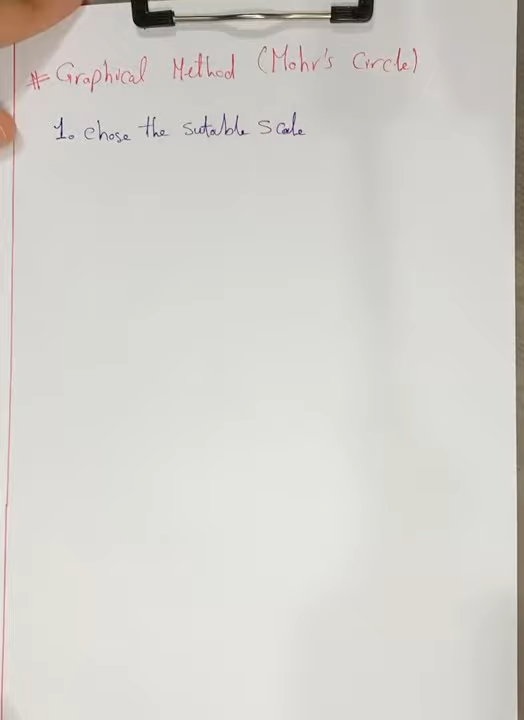 # Graphical Method (Mohr's Circle)
1. chose the sutable scale